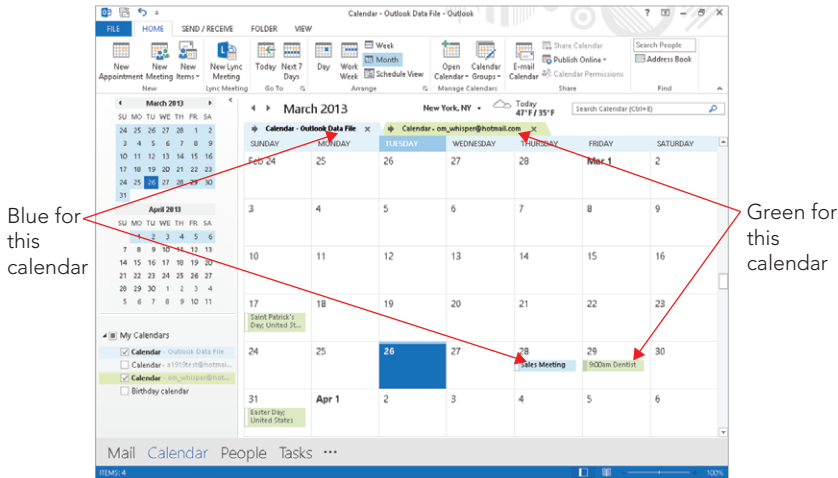 Calendar - Outlook Data File - Outlook
FILE HOME SEND / RECEIVE FOLDER VIEW
New Appointment
New Meeting
New Items
New Lync Meeting
Today
Next 7 Days
Day
Work Week
Week
Month
Schedule View
Open Calendar
Calendar Groups
E-mail Calendar
Share Calendar
Publish Online
Calendar Permissions
Search People
Address Book
New Lync Meeting Go To Arrange Manage Calendars Share Find
March 2013
SU MO TU WE TH FR SA
24 25 26 27 28 1 2
3 4 5 6 7 8 9
10 11 12 13 14 15 16
17 18 19 20 21 22 23
24 25 26 27 28 29 30
31
April 2013
SU MO TU WE TH FR SA
1 2 3 4 5 6
7 8 9 10 11 12 13
14 15 16 17 18 19 20
21 22 23 24 25 26 27
28 29 30 1 2 3 4
5 6 7 8 9 10 11
My Calendars
Calendar - Outlook Data File
Calendar - a1919test@hotmai...
Calendar - om_whisper@hot...
Birthday calendar
March 2013 New York, NY Today 47°F / 35°F Search Calendar (Ctrl+E)
Calendar - Outlook Data File x Calendar - om_whisper@hotmail.com x
SUNDAY MONDAY TUESDAY WEDNESDAY THURSDAY FRIDAY SATURDAY
Feb 24 25 26 27 28 Mar 1 2
3 4 5 6 7 8 9
10 11 12 13 14 15 16
17 18 19 20 21 22 23
Saint Patrick's
Day; United St...
24 25 26 27 28 29 30
Sales Meeting 9:00am Dentist
31 Apr 1 2 3 4 5 6
Easter Day;
United States
Blue for
this
calendar
Green for
this
calendar
Mail Calendar People Tasks •••
ITEMS: 4 100%